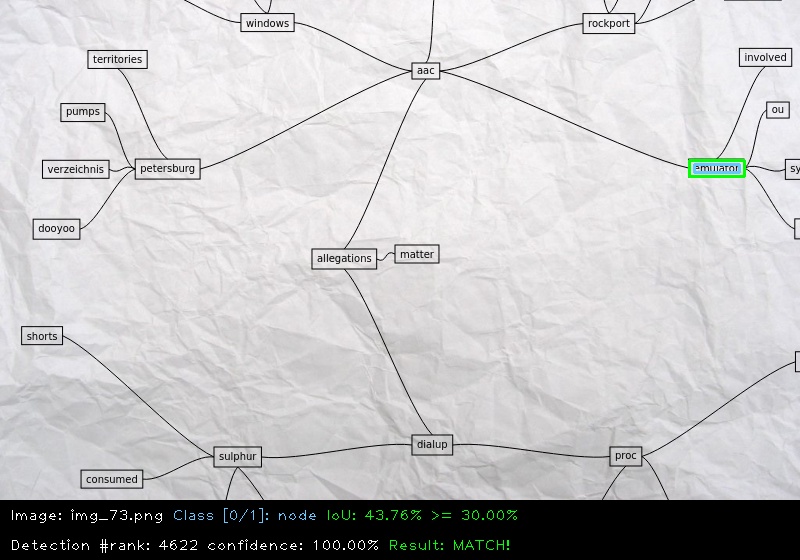 windows
rockport
territories
aac
involved
pumps
ou
verzeichnis
petersburg
emulator
sy
dooyoo
allegations
matter
shorts
dialup
sulphur
proc
consumed
Image: img_73.png Class [0/1]: node IoU: 43.76% >= 30.00%
Detection #rank: 4622 confidence: 100.00% Result: MATCH!